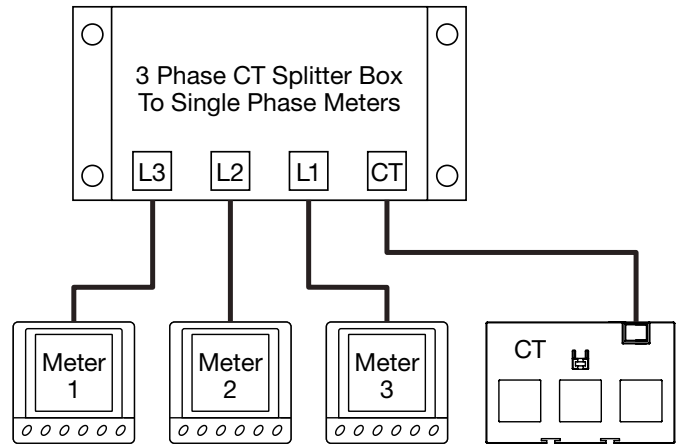 3 Phase CT Splitter Box
To Single Phase Meters
L3 L2 L1 CT
Meter
1
Meter
2
Meter
3
CT